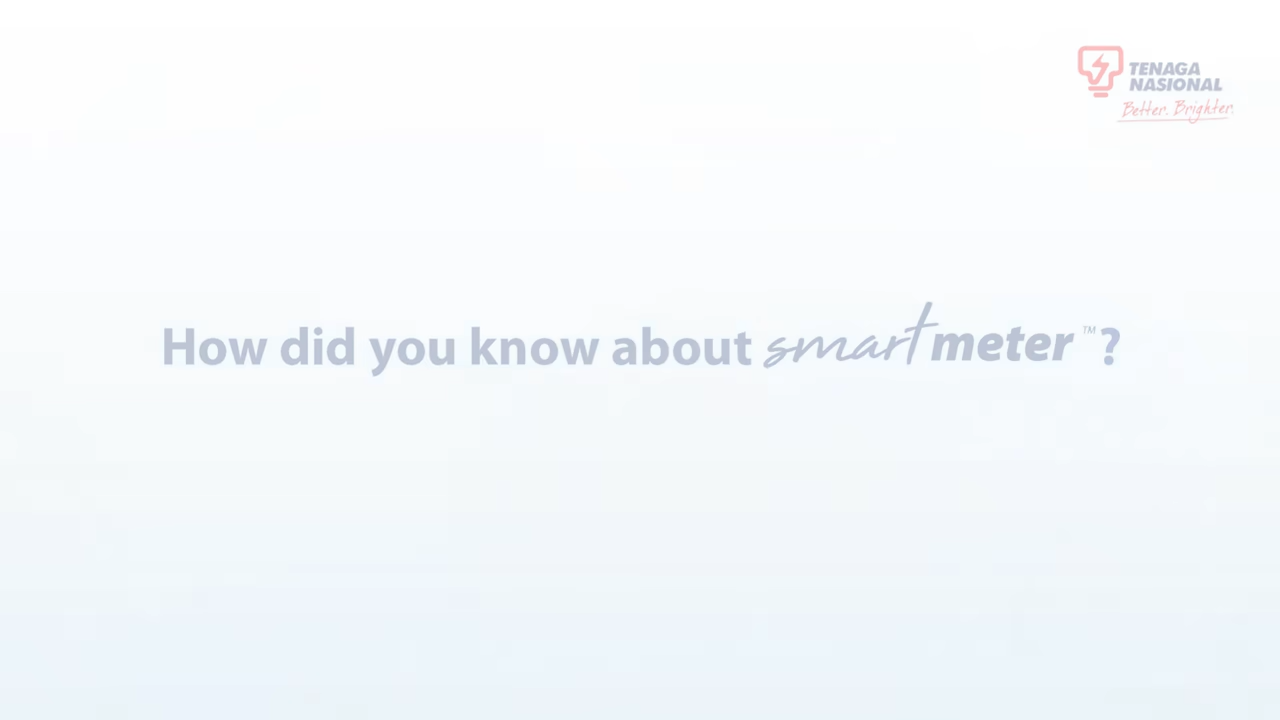 TENAGA
NASIONAL
Better. Brighter.
How did you know about smart meter™?